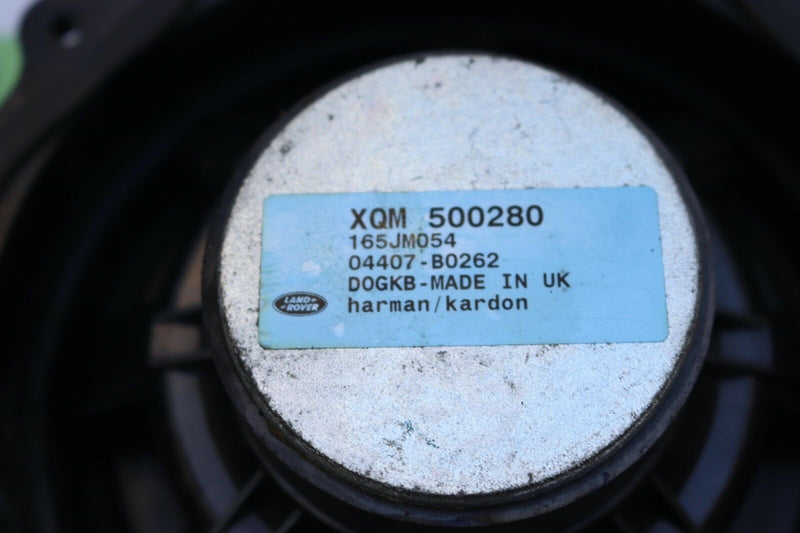 XQM 500280
165JM054
04407-B0262
DOGKB-MADE IN UK
LAND-
-ROVER
harman/kardon